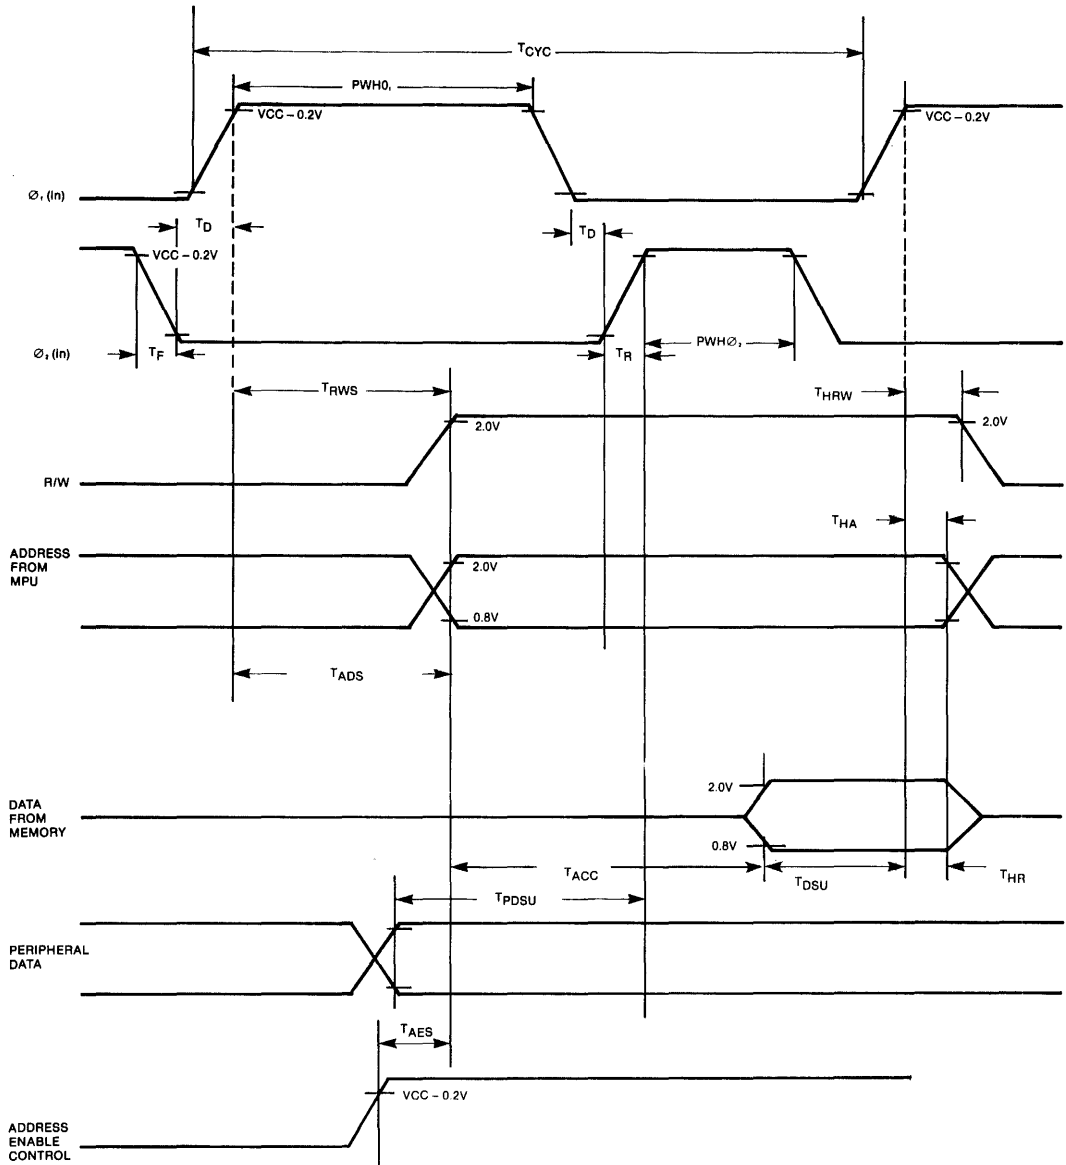 TCYC
PWH0₁
VCC – 0.2V
VCC – 0.2V
Ø₁ (in)
TD
TD
VCC – 0.2V
Ø₂ (in)
TF
TR
PWHØ₂
TRWS
THRW
2.0V
2.0V
R/W
THA
ADDRESS
FROM
MPU
2.0V
0.8V
TADS
2.0V
DATA
FROM
MEMORY
0.8V
TACC
TDSU
THR
TPDSU
PERIPHERAL
DATA
TAES
VCC – 0.2V
ADDRESS
ENABLE
CONTROL